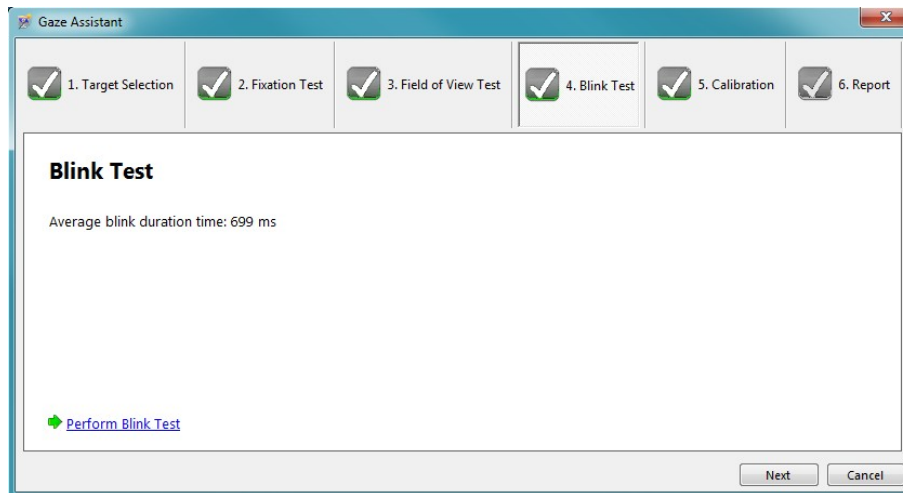 Gaze Assistant
1. Target Selection
2. Fixation Test
3. Field of View Test
4. Blink Test
5. Calibration
6. Report
Blink Test
Average blink duration time: 699 ms
Perform Blink Test
Next
Cancel